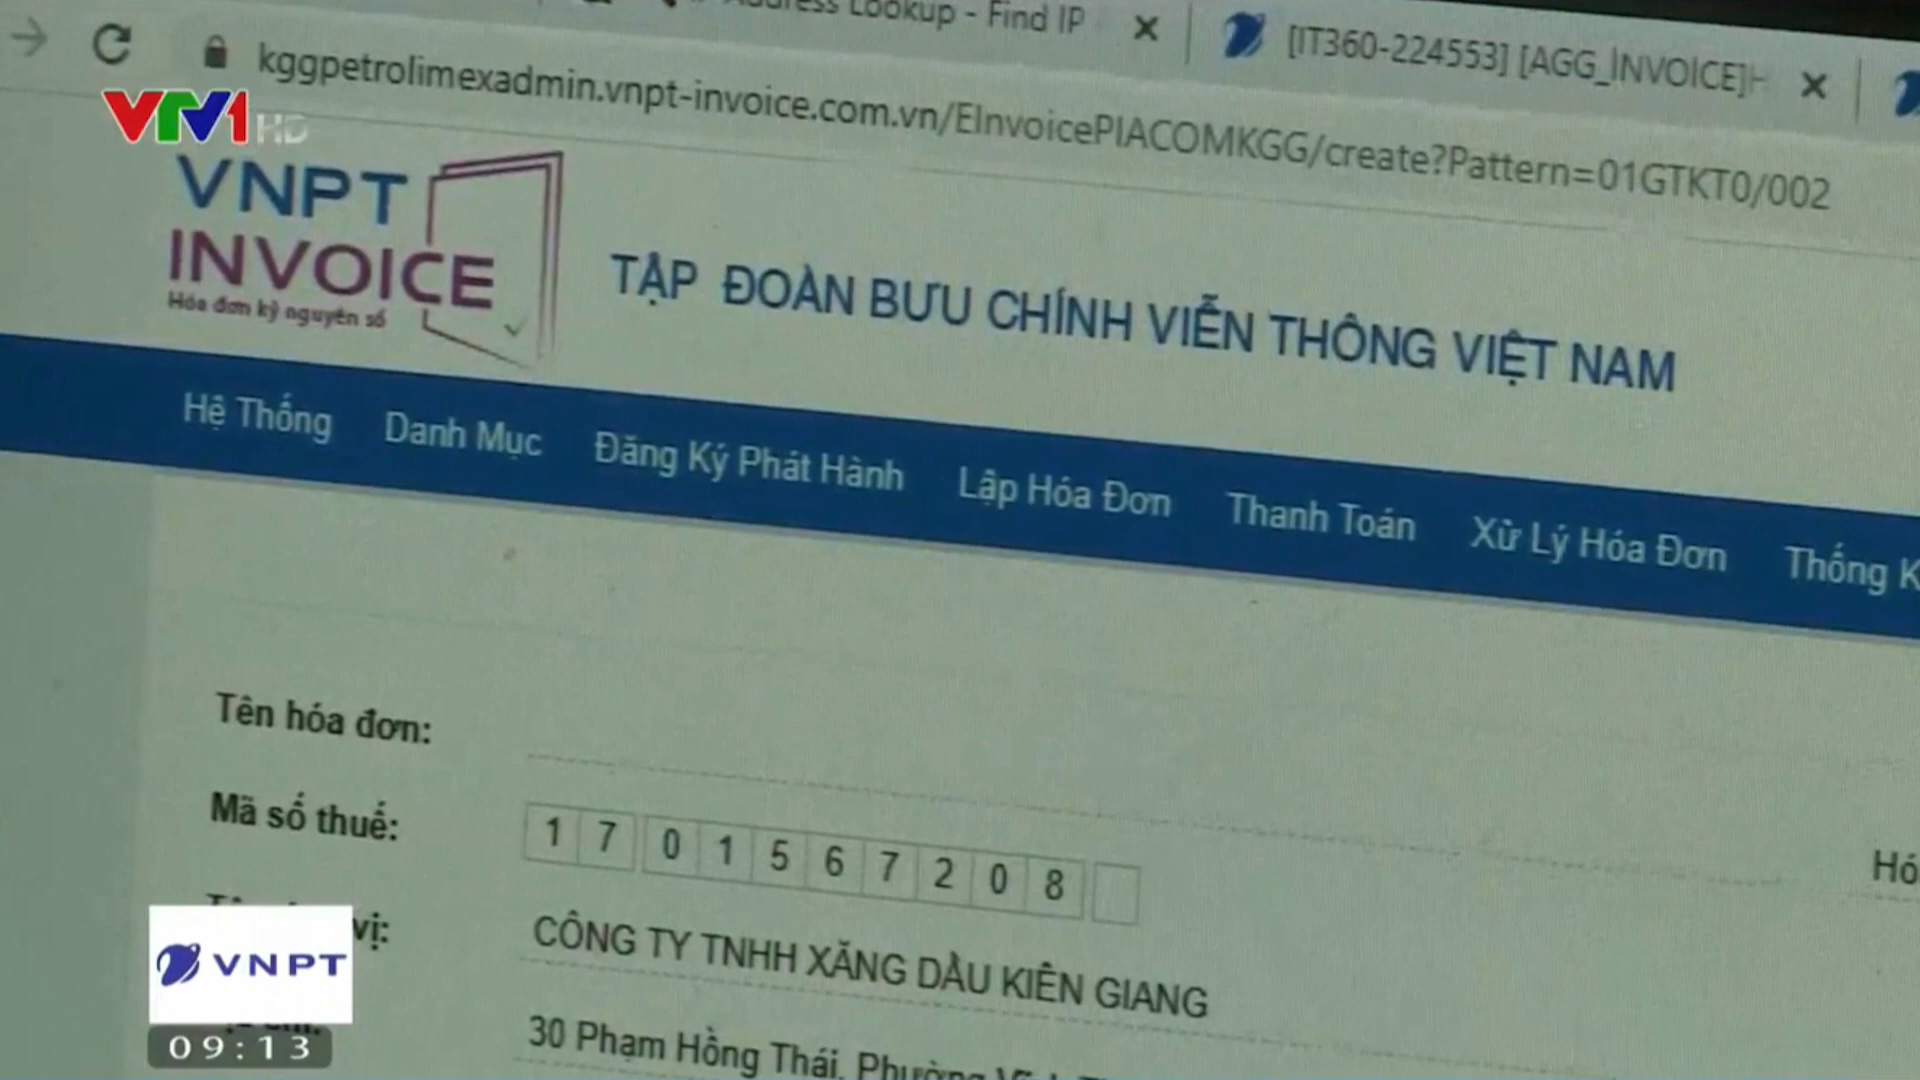 Lookup - Find IP
[IT360-224553] [AGG_INVOICE]H
kggpetrolimexadmin.vnpt-invoice.com.vn/EInvoicePIACOMKGG/create?Pattern=01GTKT0/002
VTV1 HD
VNPT
INVOICE
Hóa đơn kỷ nguyên số
TẬP ĐOÀN BƯU CHÍNH VIỄN THÔNG VIỆT NAM
Hệ Thống Danh Mục Đăng Ký Phát Hành Lập Hóa Đơn Thanh Toán Xử Lý Hóa Đơn Thống K
Tên hóa đơn:
Mã số thuế: 1 7 0 1 5 6 7 2 0 8
Hó
vị: CÔNG TY TNHH XĂNG DẦU KIÊN GIANG
30 Phạm Hồng Thái, Phường
VNPT
09:13